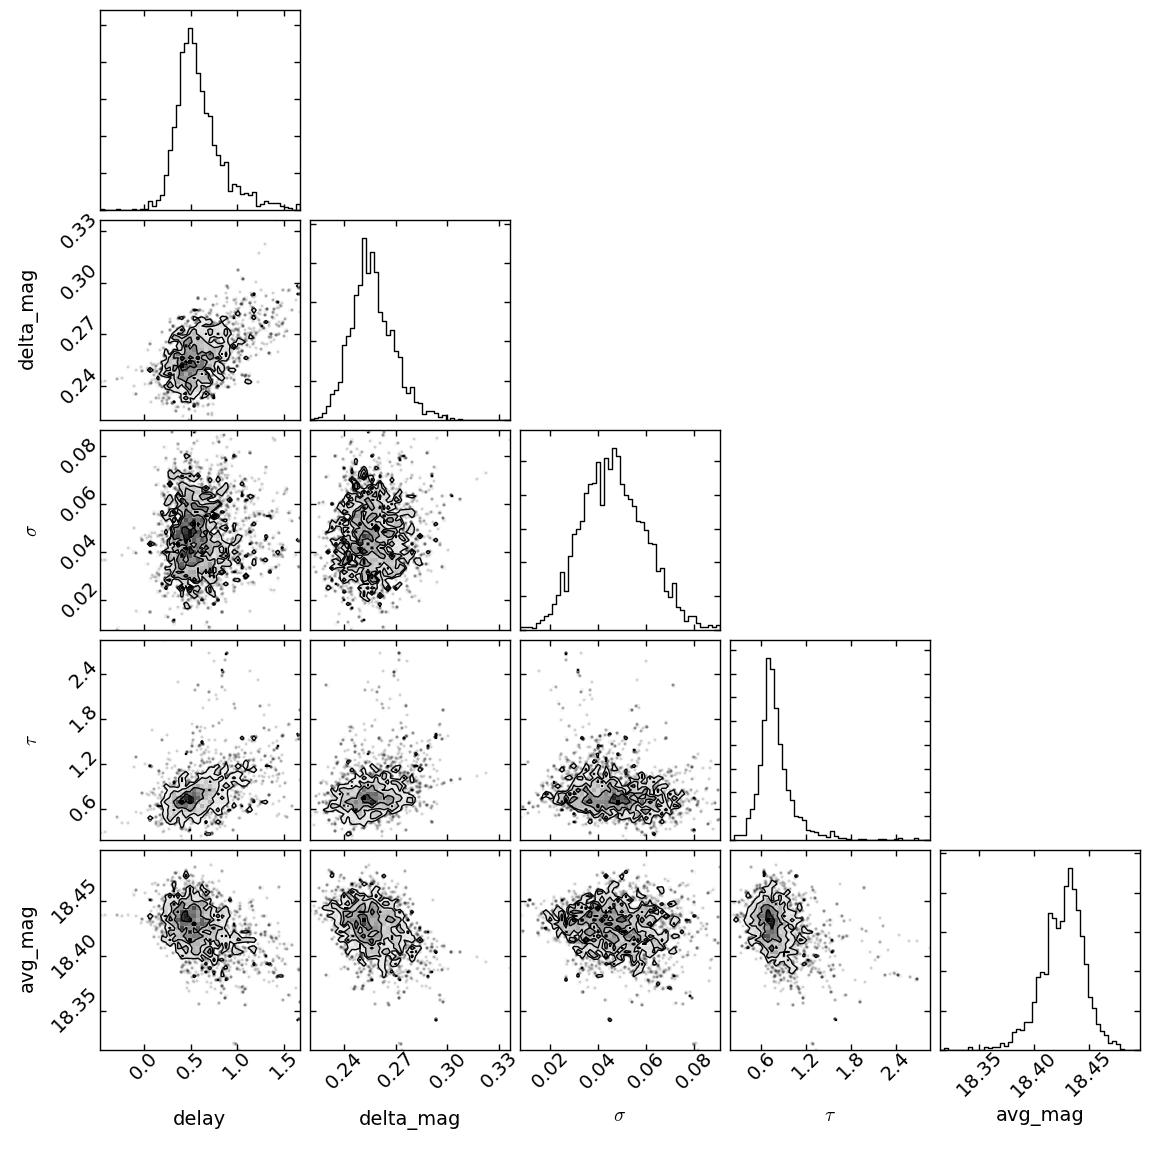 0.33
0.30
0.27
0.24
delta_mag
0.08
0.06
0.04
0.02
σ
2.4
1.8
1.2
0.6
τ
18.45
18.40
18.35
avg_mag
0.0 0.5 1.0 1.5
delay
0.24 0.27 0.30 0.33
delta_mag
0.02 0.04 0.06 0.08
σ
0.6 1.2 1.8 2.4
τ
18.35 18.40 18.45
avg_mag